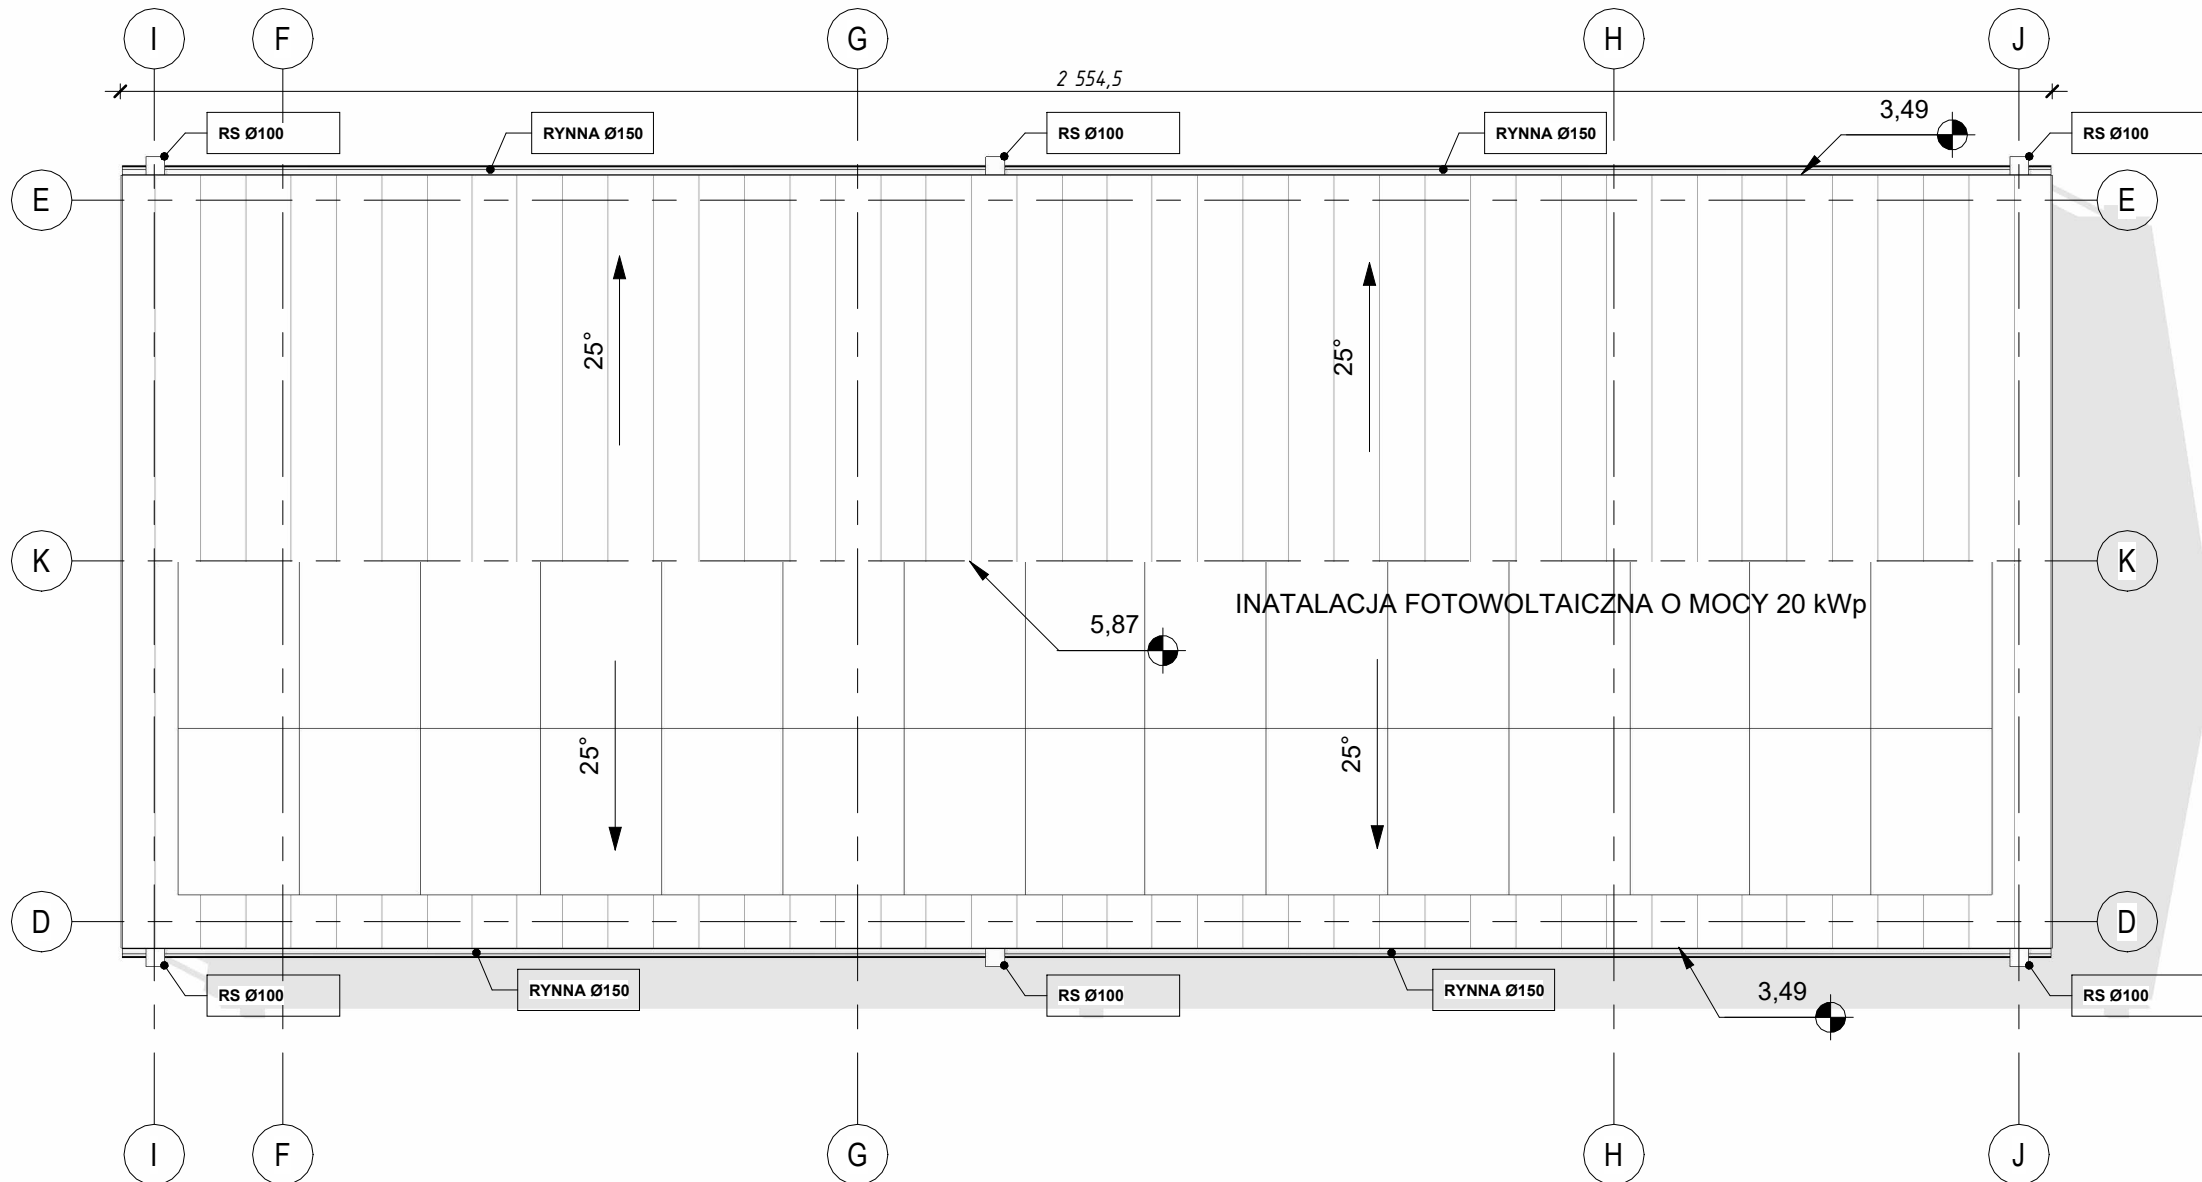 I F G H J
2 554,5
RS Ø100 RYNNA Ø150 RS Ø100 RYNNA Ø150 3,49 RS Ø100
E E
25° 25°
K K
INATALACJA FOTOWOLTAICZNA O MOCY 20 kWp
5,87
25° 25°
D D
RS Ø100 RYNNA Ø150 RS Ø100 RYNNA Ø150 3,49 RS Ø100
I F G H J